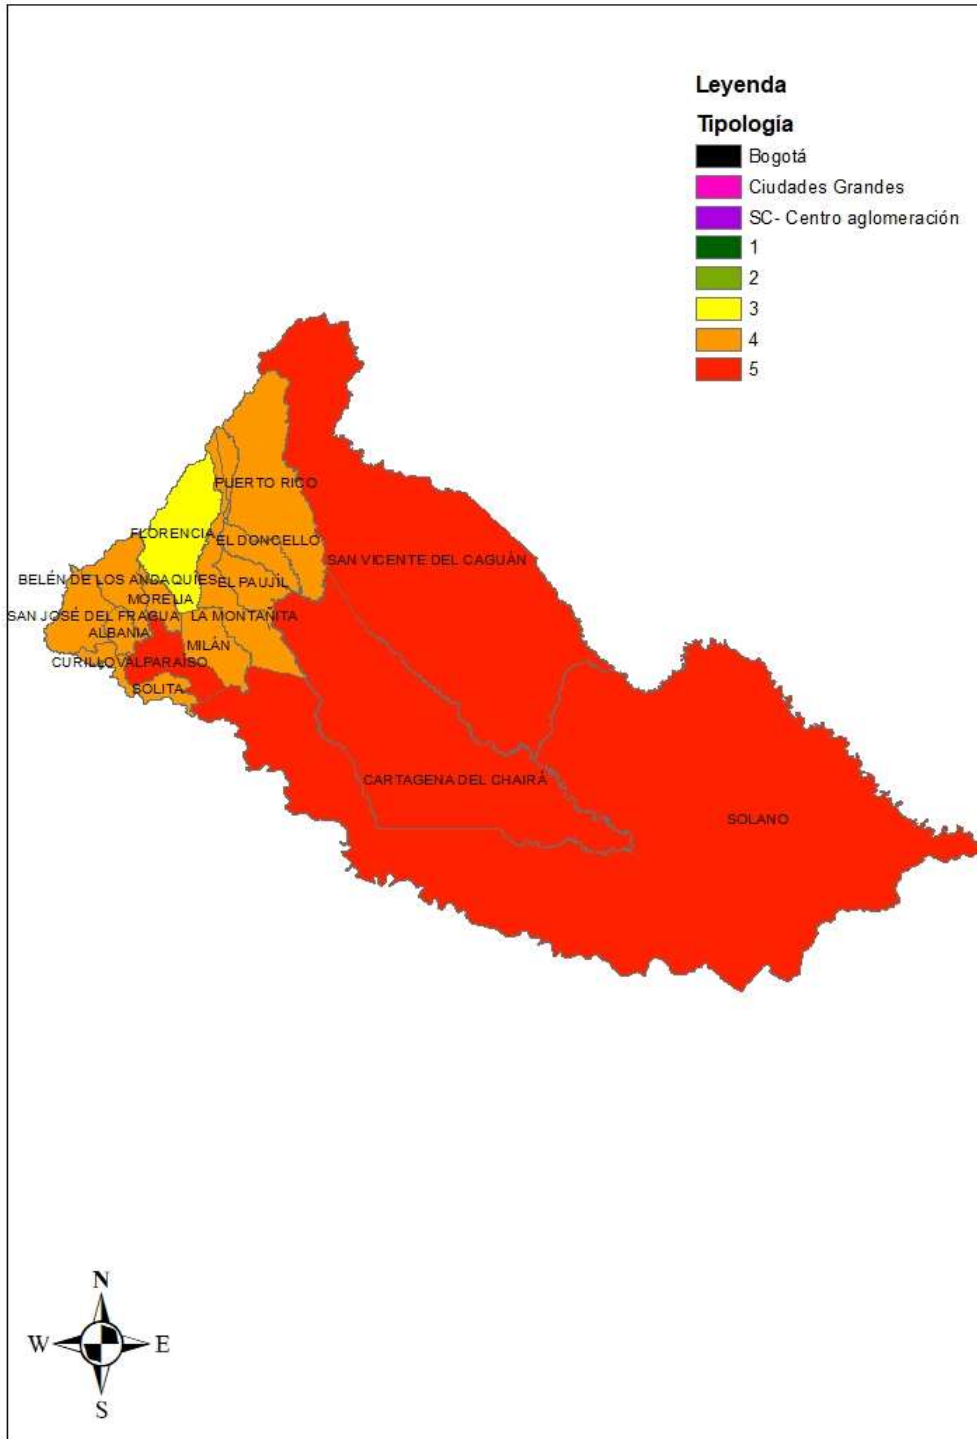 Leyenda
Tipología
Bogotá
Ciudades Grandes
SC- Centro aglomeración
1
2
3
4
5
PUERTO RICO
FLORENCIA
EL DONCELLO
SAN VICENTE DEL CAGUÁN
BELÉN DE LOS ANDAQUÍES
EL PAUJÍL
MORELIA
SAN JOSÉ DEL FRAGUA
LA MONTAÑITA
ALBANIA
MILÁN
CURILLO
VALPARAÍSO
SOLITA
CARTAGENA DEL CHAIRÁ
SOLANO
N
W
E
S